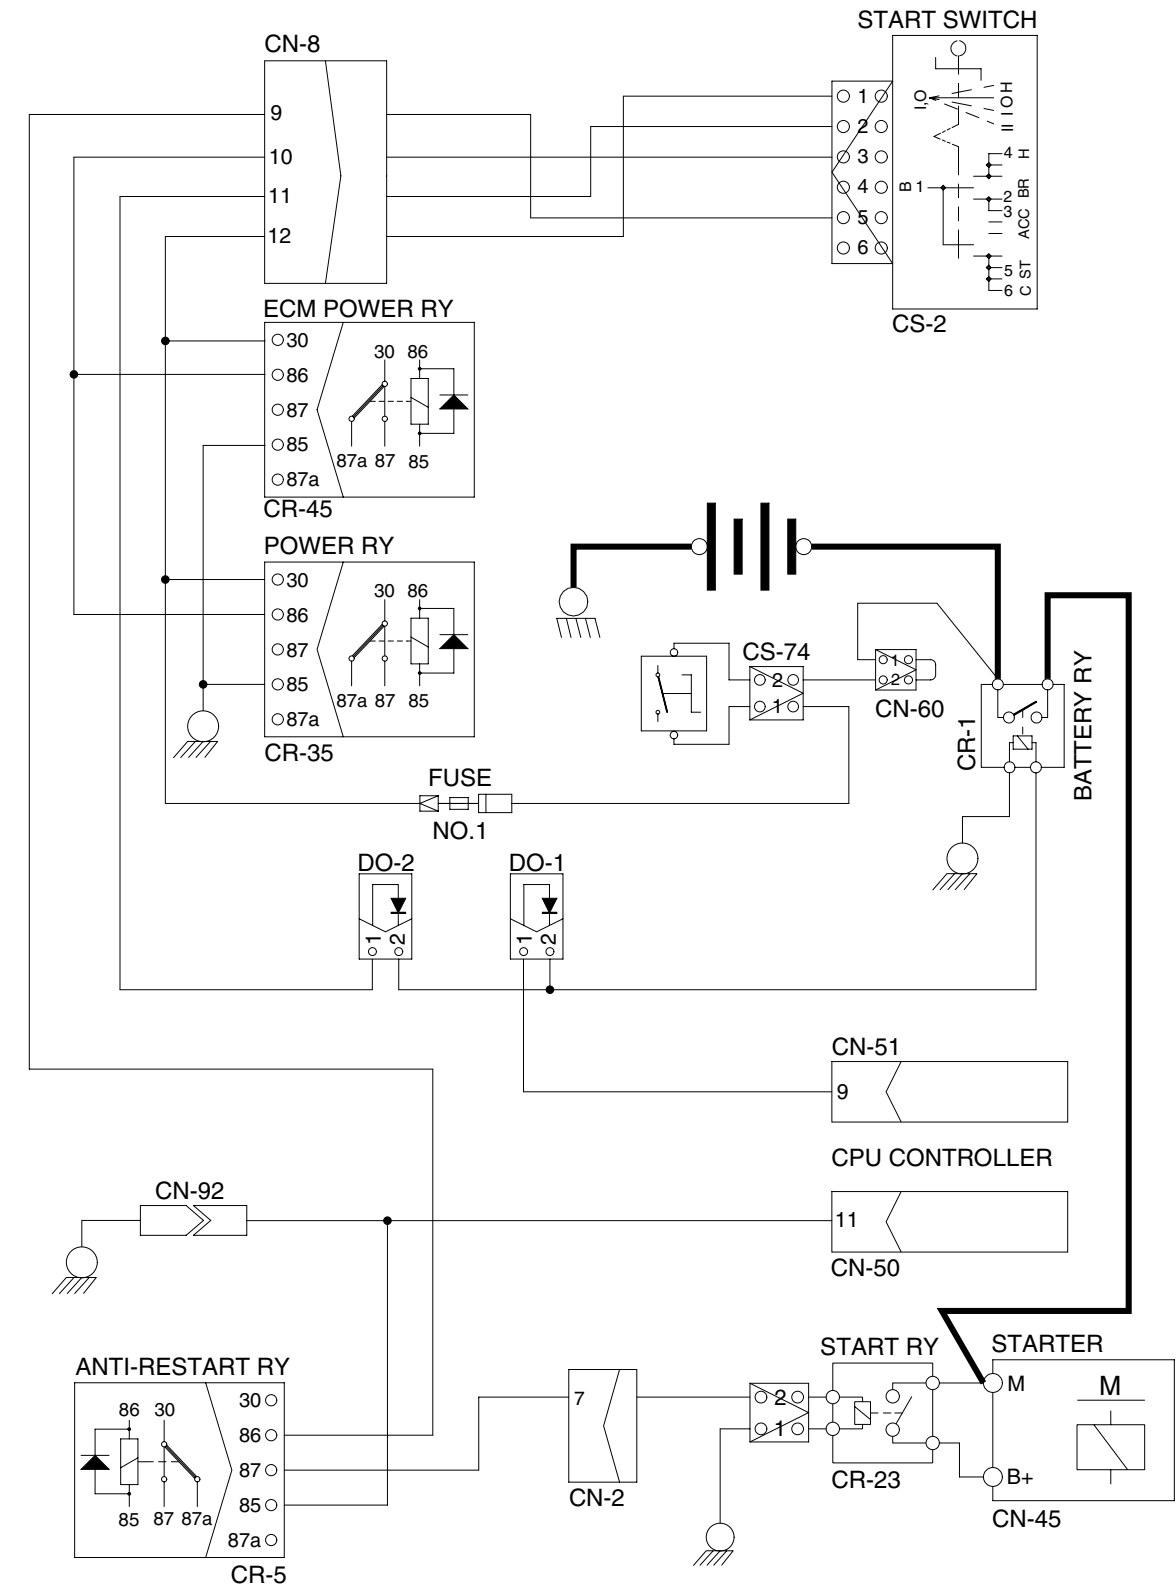 START SWITCH
CN-8
9
10
11
12
1
2
3
4
5
6
H O I II
4 H
B 1
BR
2
3
ACC
5 ST
6 C
CS-2
ECM POWER RY
30
86
87
85
87a
30 86
87a 87 85
CR-45
POWER RY
30
86
87
85
87a
30 86
87a 87 85
CR-35
CS-74
2
1
1
2
CN-60
CR-1
BATTERY RY
FUSE
NO.1
DO-2
1 2
DO-1
1 2
CN-51
9
CPU CONTROLLER
11
CN-50
CN-92
ANTI-RESTART RY
86 30
85 87 87a
30
86
87
85
87a
CR-5
7
CN-2
2
1
START RY
CR-23
STARTER
M
M
B+
CN-45